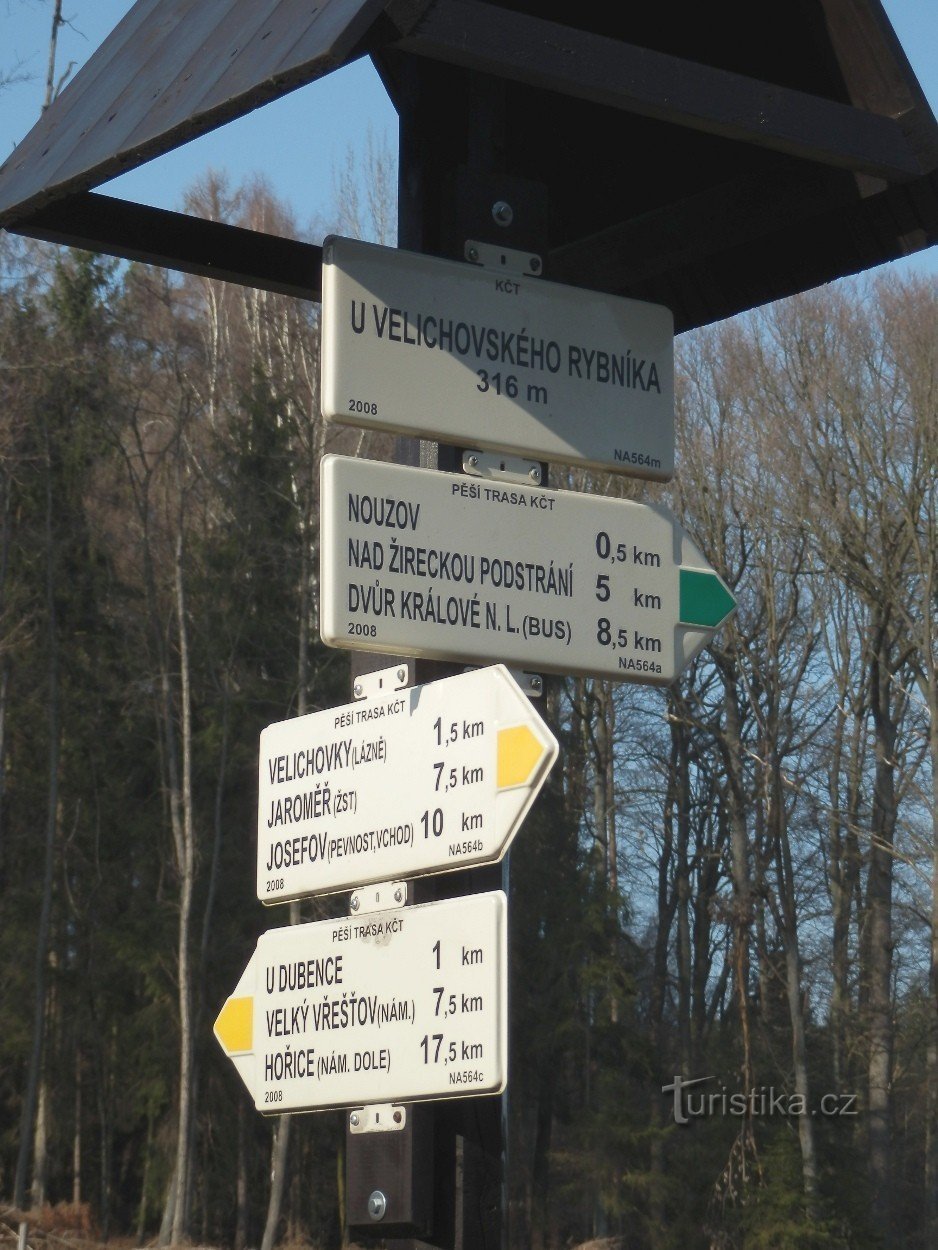 KČT
U VELICHOVSKÉHO RYBNÍKA
316 m
2008 NA564m
PĚŠÍ TRASA KČT
NOUZOV 0,5 km
NAD ŽIRECKOU PODSTRÁNÍ 5 km
DVŮR KRÁLOVÉ N. L.(BUS) 8,5 km
2008 NA564a
PĚŠÍ TRASA KČT
VELICHOVKY(LÁZNĚ) 1,5 km
JAROMĚŘ(ŽST) 7,5 km
JOSEFOV(PEVNOST,VCHOD) 10 km
2008 NA564b
PĚŠÍ TRASA KČT
U DUBENCE 1 km
VELKÝ VŘEŠŤOV(NÁM.) 7,5 km
HOŘICE(NÁM. DOLE) 17,5 km
2008 NA564c
Turistika.cz